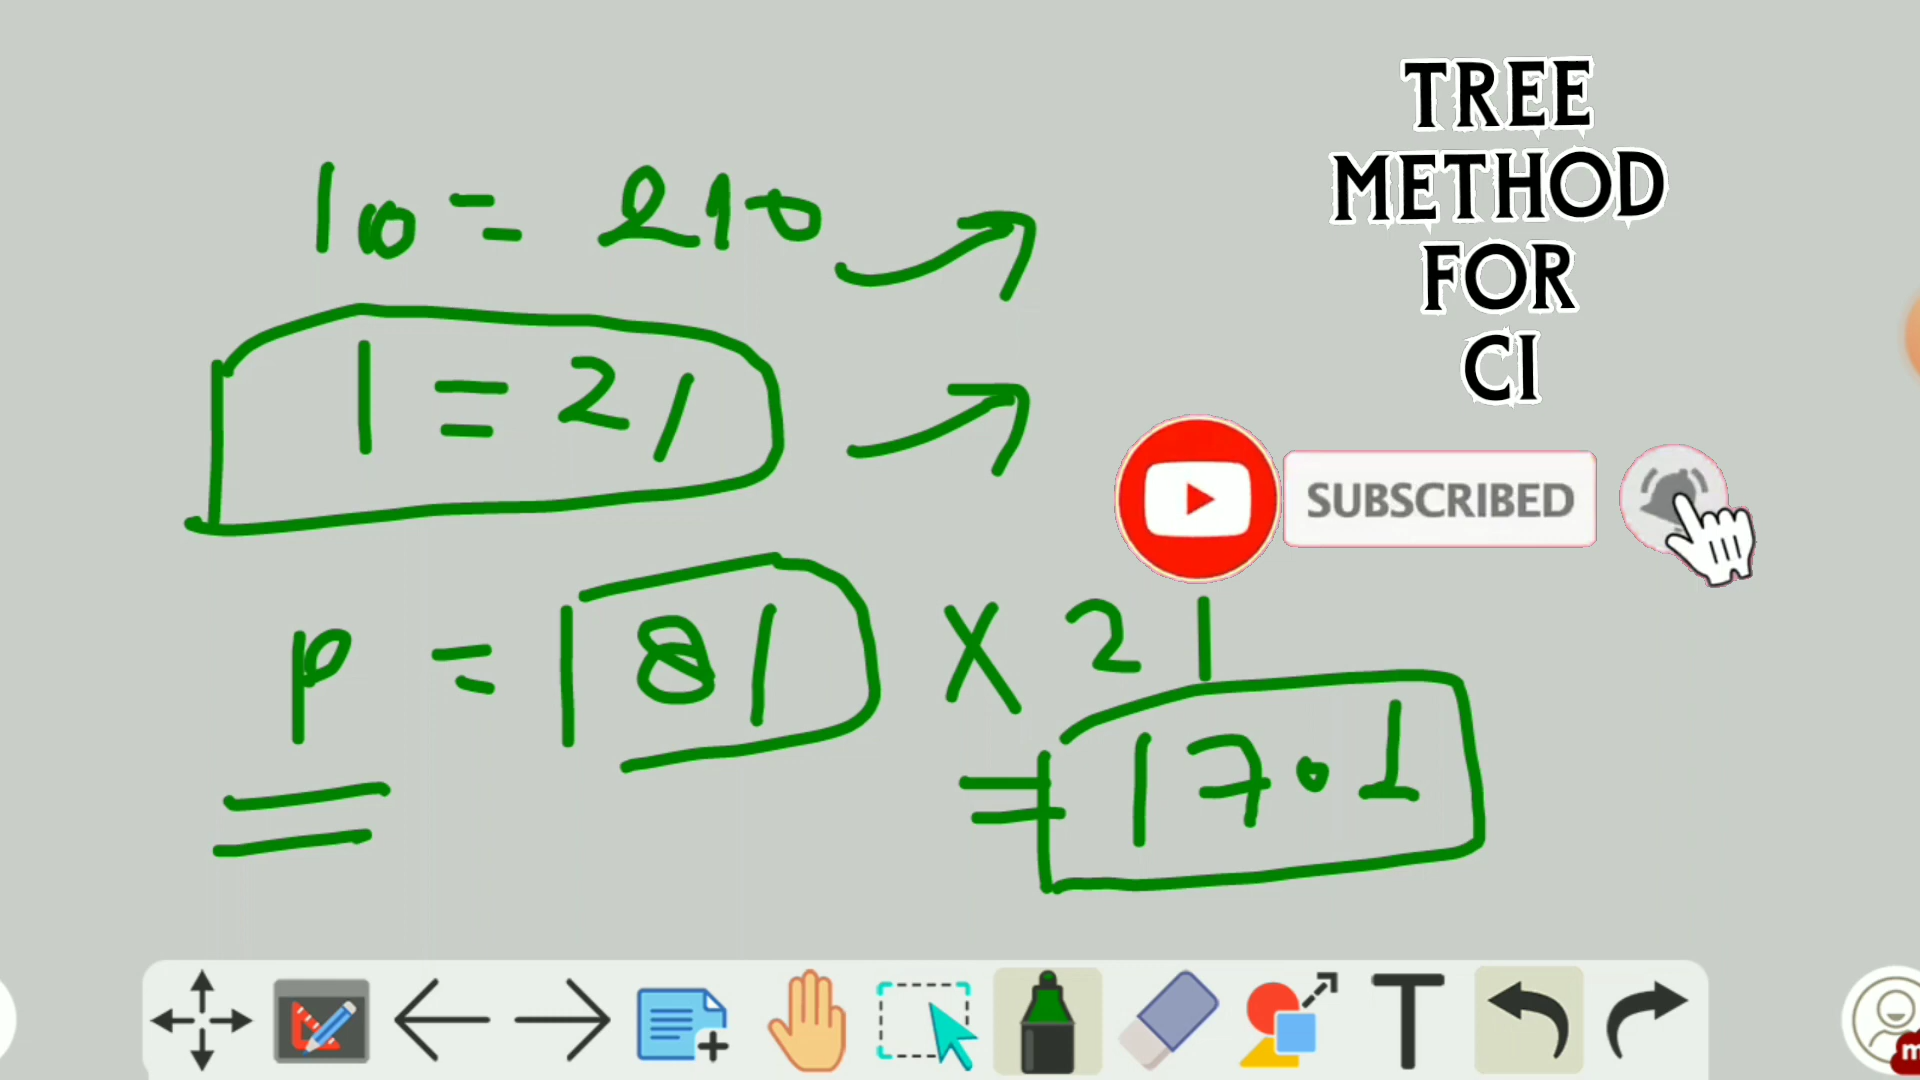 TREE
METHOD
FOR
CI
10 = 210
1 = 21
SUBSCRIBED
P = 81 X 21
= 1701
T